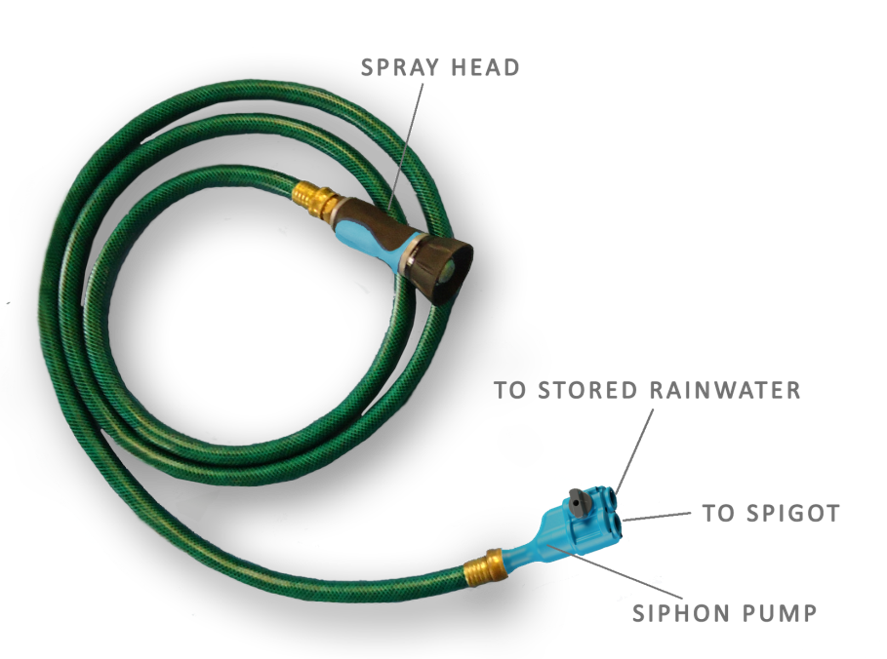 SPRAY HEAD
TO STORED RAINWATER
TO SPIGOT
SIPHON PUMP